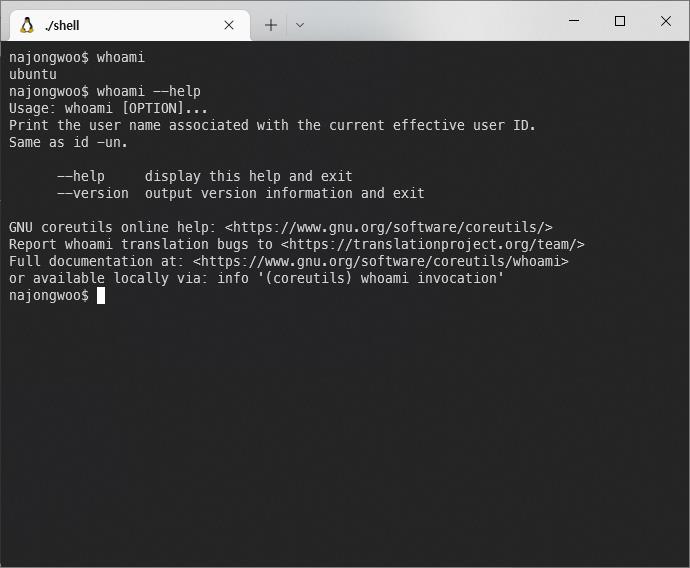 ./shell
najongwoo$ whoami
ubuntu
najongwoo$ whoami --help
Usage: whoami [OPTION]...
Print the user name associated with the current effective user ID.
Same as id -un.
--help     display this help and exit
--version  output version information and exit
GNU coreutils online help: <https://www.gnu.org/software/coreutils/>
Report whoami translation bugs to <https://translationproject.org/team/>
Full documentation at: <https://www.gnu.org/software/coreutils/whoami>
or available locally via: info '(coreutils) whoami invocation'
najongwoo$